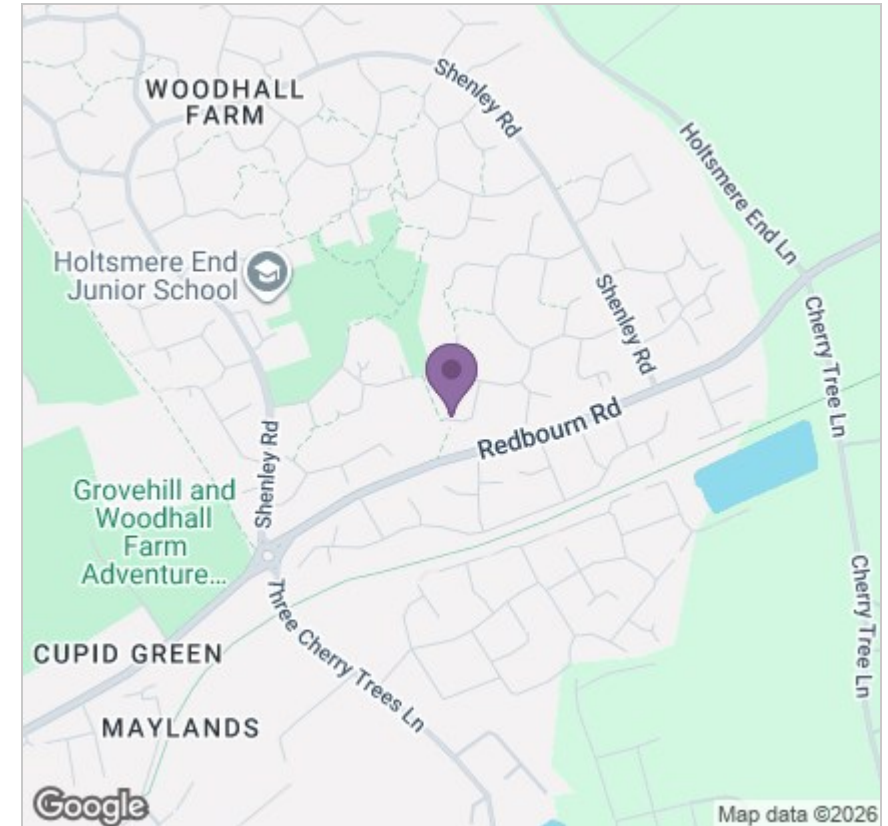 WOODHALL
FARM
Shenley Rd
Holtsmere End Ln
Holtsmere End
Junior School
Shenley Rd
Cherry Tree Ln
Redbourn Rd
Shenley Rd
Grovehill and
Woodhall
Farm
Adventure...
Three Cherry Trees Ln
Cherry Tree Ln
CUPID GREEN
MAYLANDS
Google
Map data ©2026